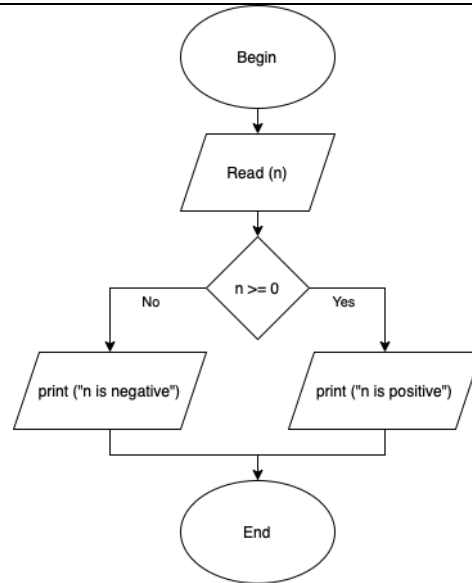 Begin
Read (n)
n >= 0
No
Yes
print ("n is negative")
print ("n is positive")
End